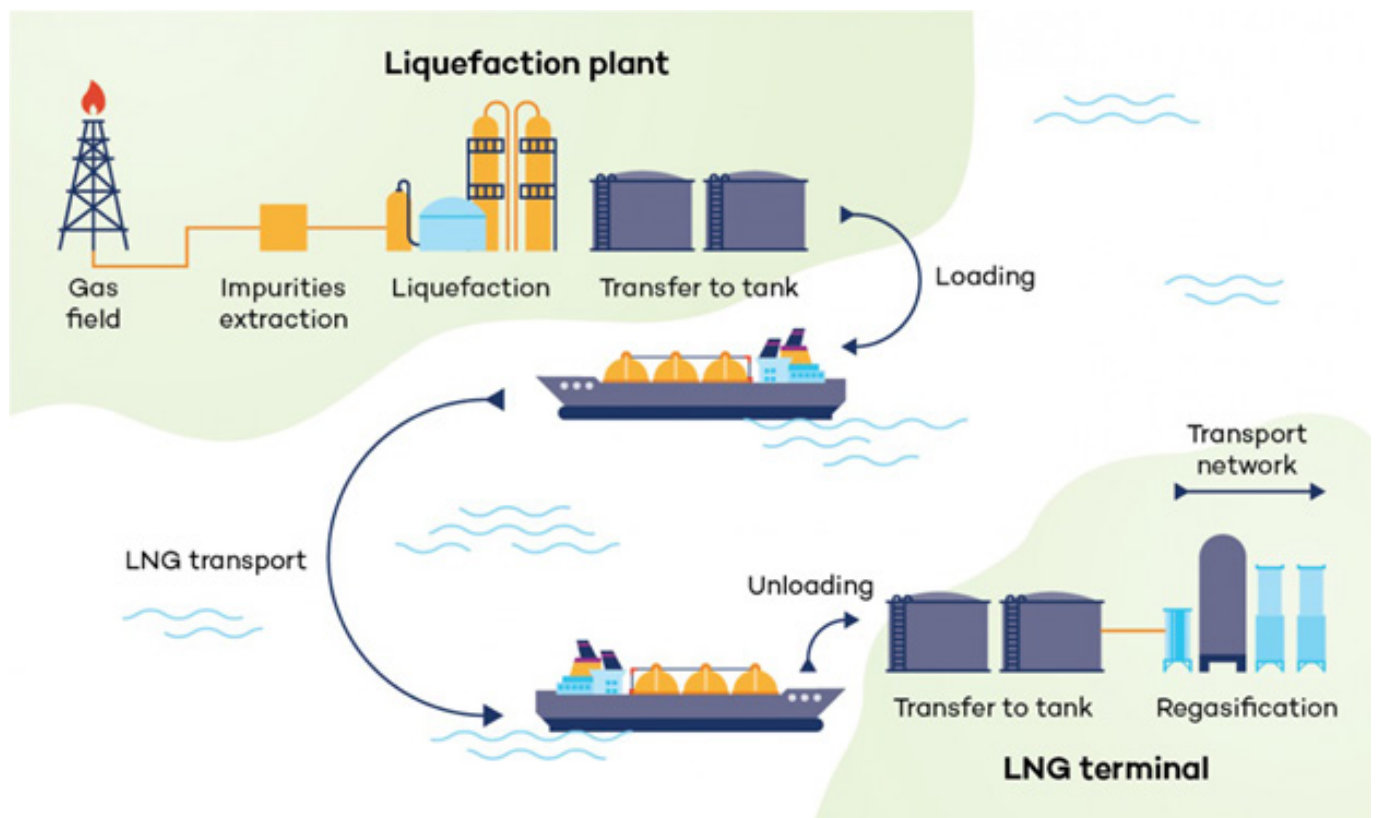 Liquefaction plant
Gas
field
Impurities
extraction
Liquefaction
Transfer to tank
Loading
LNG transport
Transport
network
Unloading
Transfer to tank
Regasification
LNG terminal